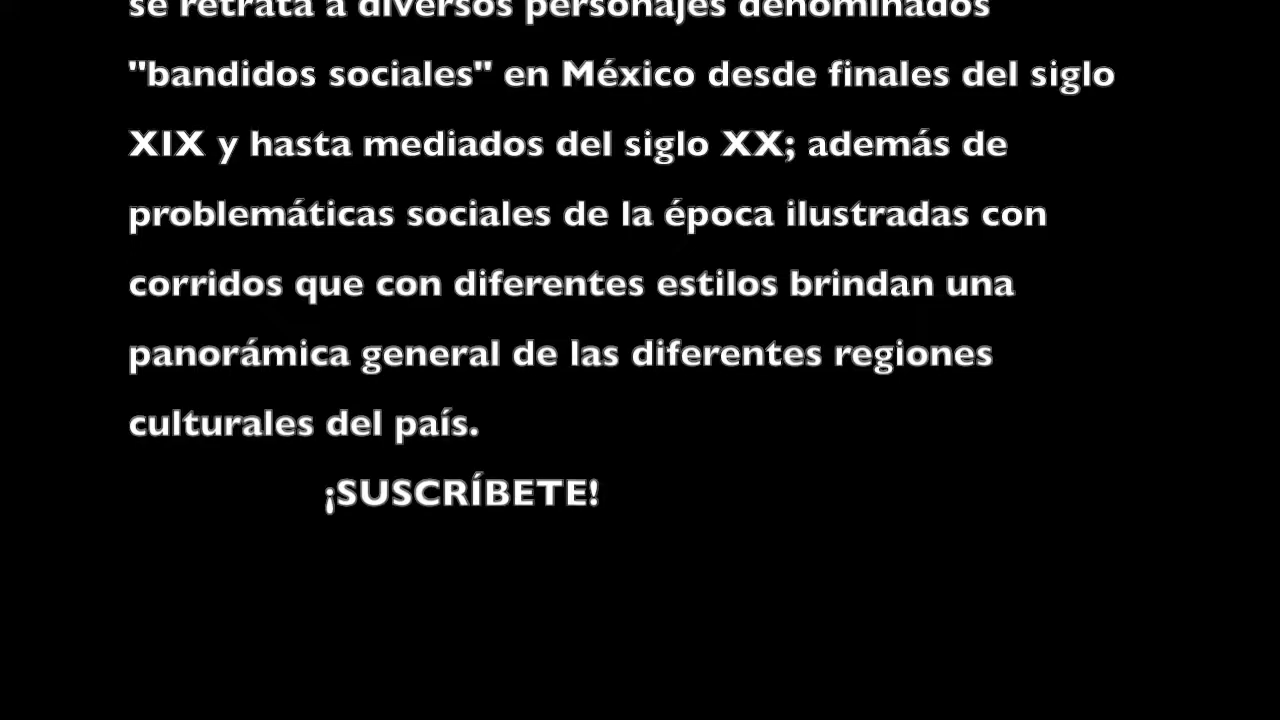 se retrata a diversos personajes denominados
"bandidos sociales" en México desde finales del siglo
XIX y hasta mediados del siglo XX; además de
problemáticas sociales de la época ilustradas con
corridos que con diferentes estilos brindan una
panorámica general de las diferentes regiones
culturales del país.
¡SUSCRÍBETE!